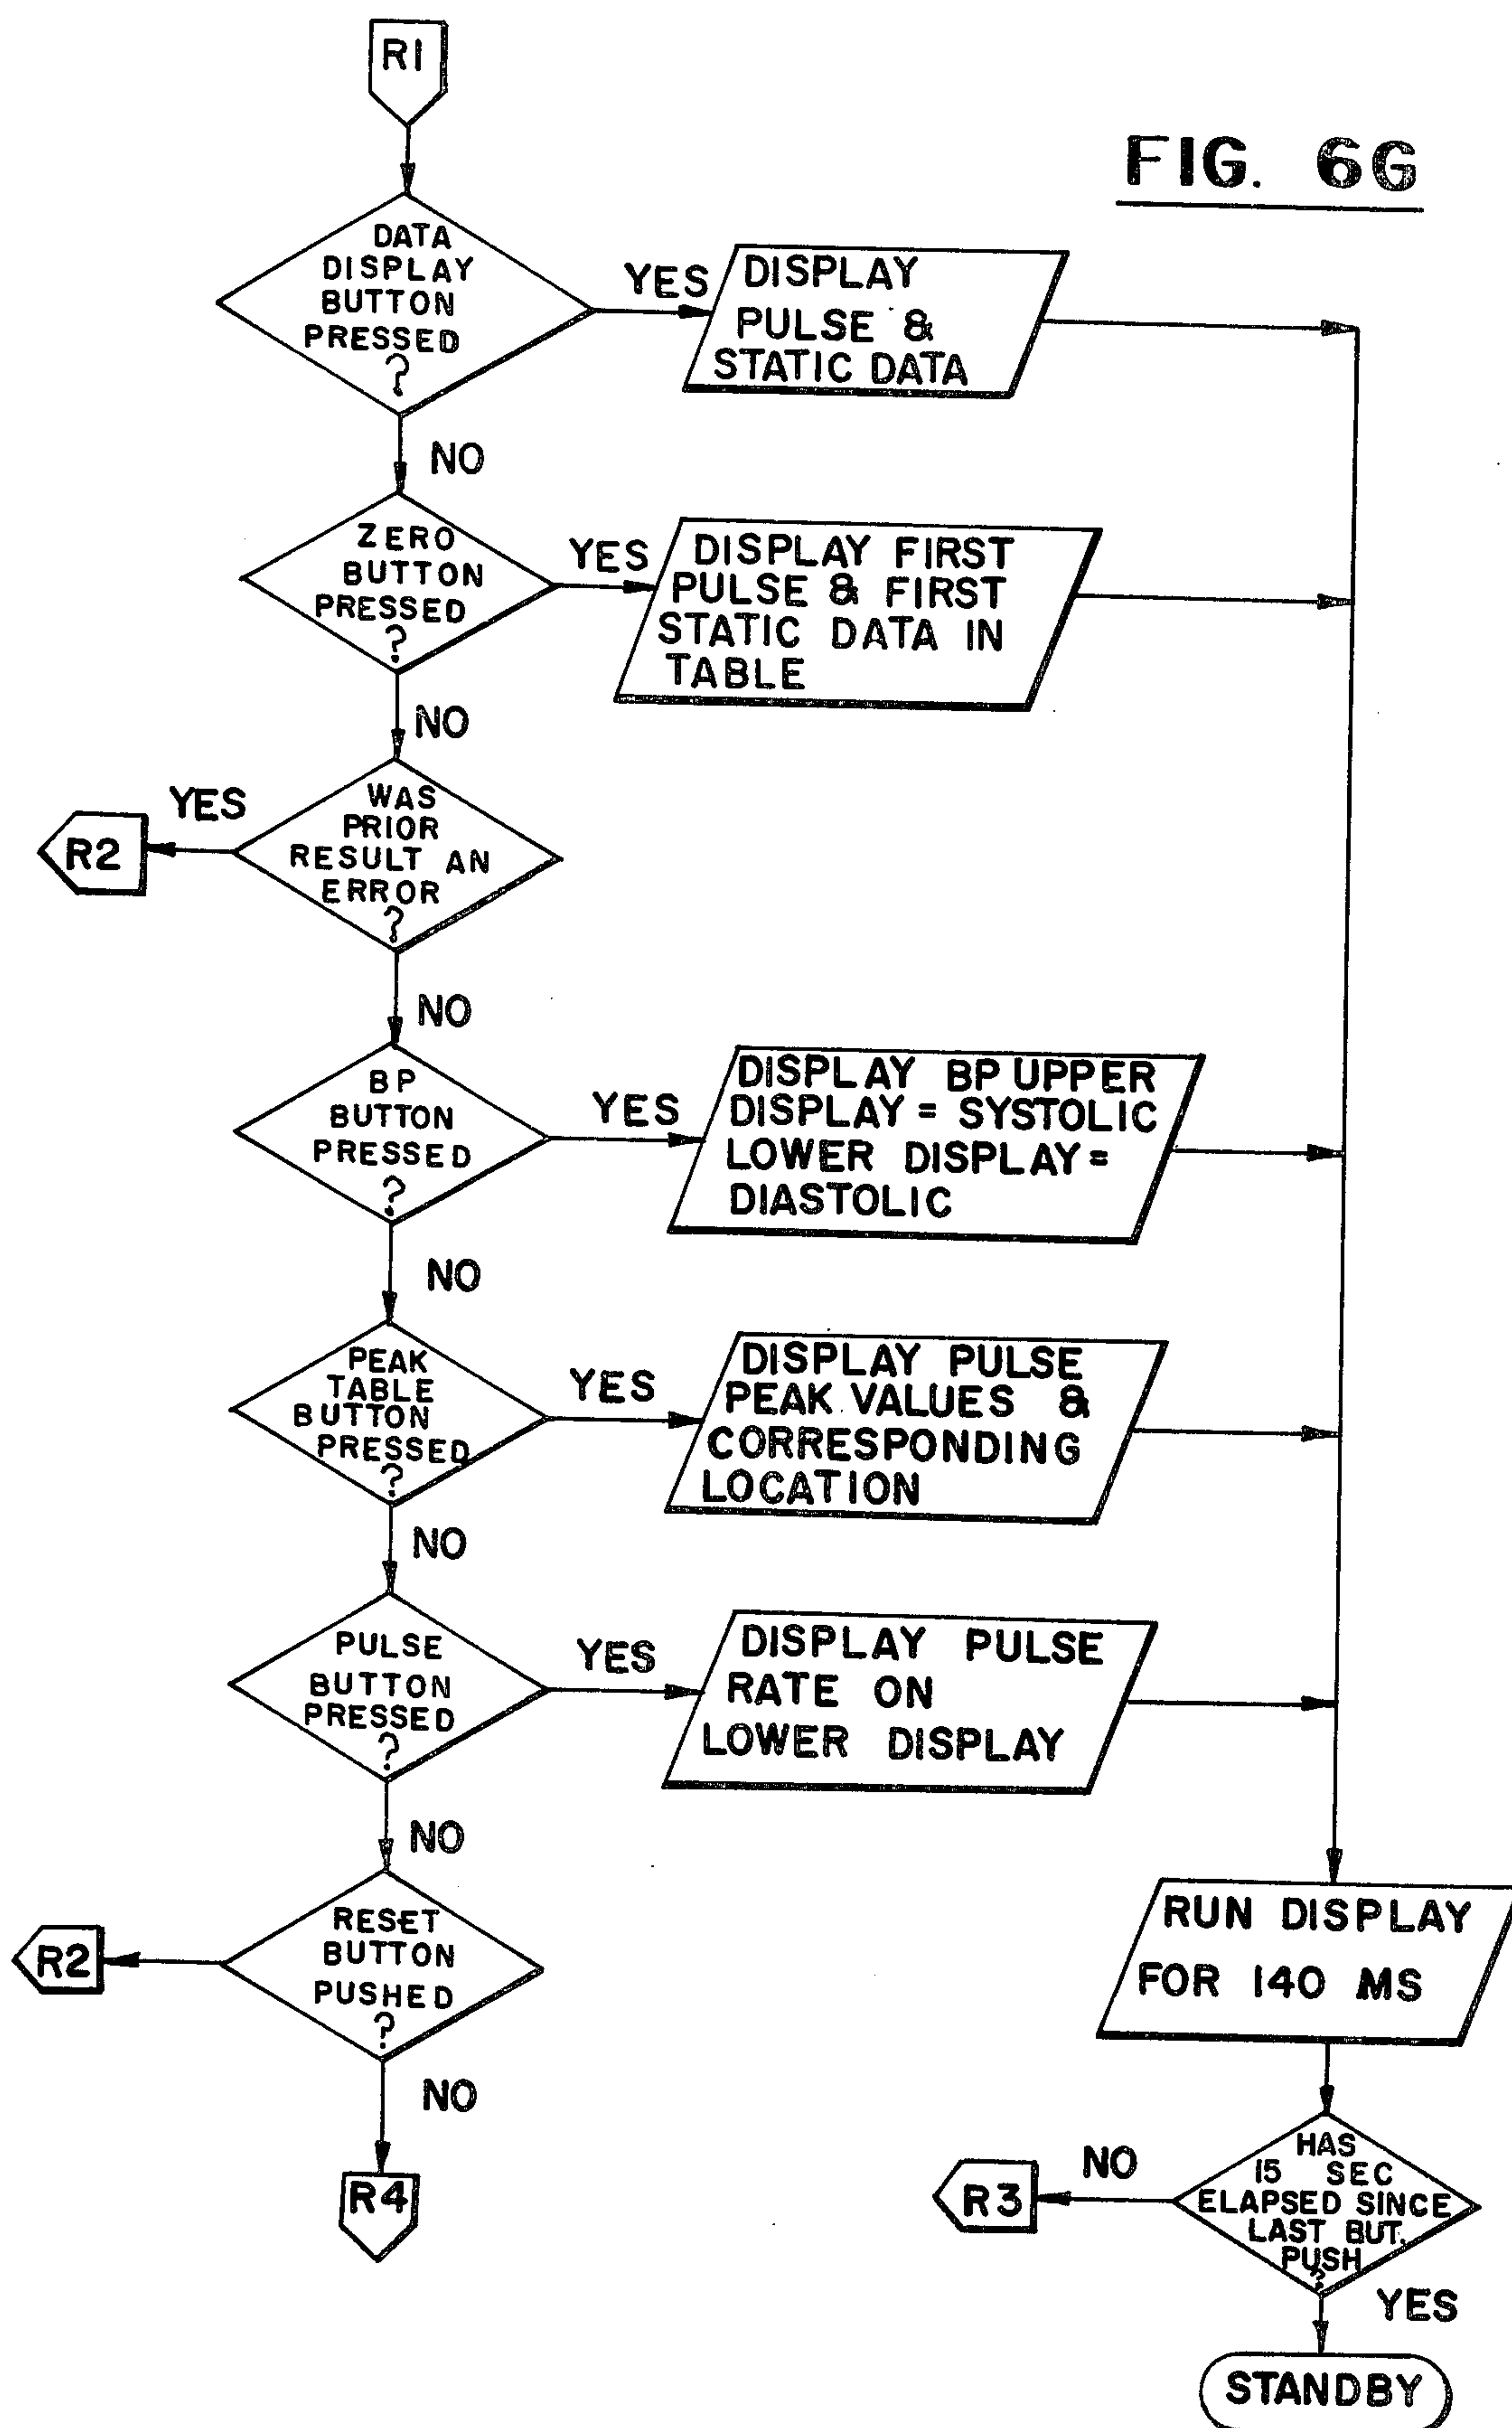 R1
FIG. 6G
DATA
DISPLAY
BUTTON
PRESSED
?
YES
DISPLAY
PULSE &
STATIC DATA
NO
ZERO
BUTTON
PRESSED
?
YES
DISPLAY FIRST
PULSE & FIRST
STATIC DATA IN
TABLE
NO
WAS
PRIOR
RESULT AN
ERROR
?
YES
R2
NO
BP
BUTTON
PRESSED
?
YES
DISPLAY BP UPPER
DISPLAY = SYSTOLIC
LOWER DISPLAY =
DIASTOLIC
NO
PEAK
TABLE
BUTTON
PRESSED
?
YES
DISPLAY PULSE
PEAK VALUES &
CORRESPONDING
LOCATION
NO
PULSE
BUTTON
PRESSED
?
YES
DISPLAY PULSE
RATE ON
LOWER DISPLAY
NO
RESET
BUTTON
PUSHED
?
R2
NO
R4
RUN DISPLAY
FOR 140 MS
HAS
15 SEC
ELAPSED SINCE
LAST BUT.
PUSH
?
NO
R3
YES
STANDBY